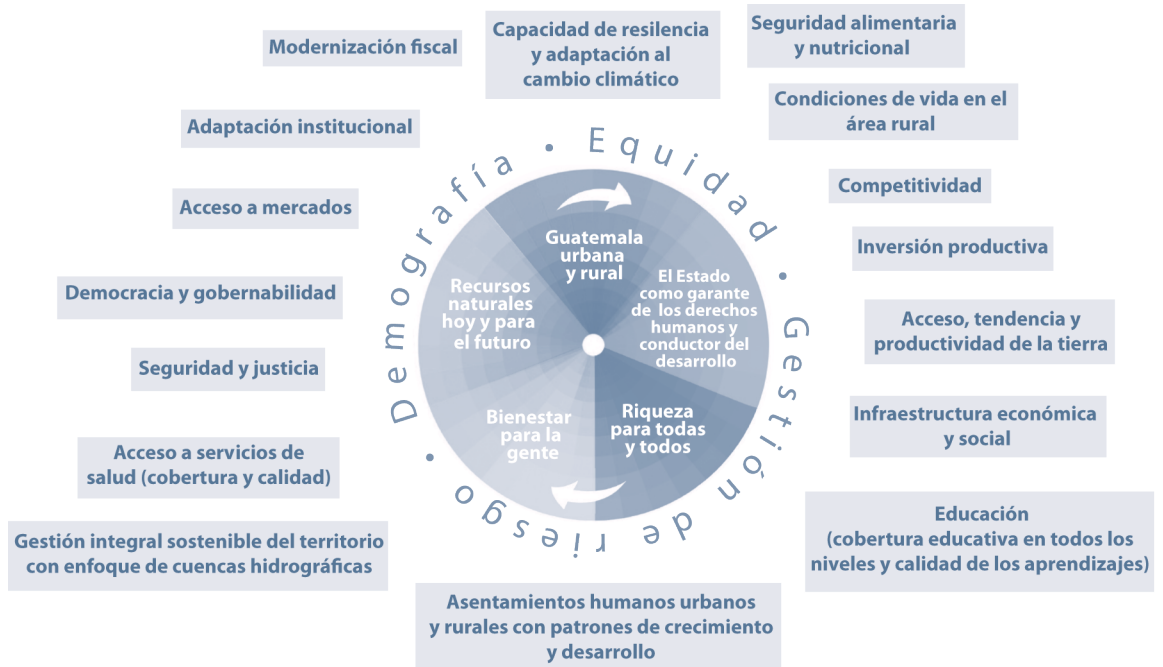 Modernización fiscal
Capacidad de resilencia
y adaptación al
cambio climático
Seguridad alimentaria
y nutricional
Condiciones de vida en el
área rural
Adaptación institucional
Competitividad
Acceso a mercados
Inversión productiva
Democracia y gobernabilidad
Acceso, tendencia y
productividad de la tierra
Seguridad y justicia
Infraestructura económica
y social
Acceso a servicios de
salud (cobertura y calidad)
Educación
(cobertura educativa en todos los
niveles y calidad de los aprendizajes)
Gestión integral sostenible del territorio
con enfoque de cuencas hidrográficas
Asentamientos humanos urbanos
y rurales con patrones de crecimiento
y desarrollo
• Demografía • Equidad • Gestión de riesgo
Guatemala
urbana
y rural
El Estado
como garante
de los derechos
humanos y
conductor del
desarrollo
Riqueza
para todas
y todos
Bienestar
para la
gente
Recursos
naturales
hoy y para
el futuro